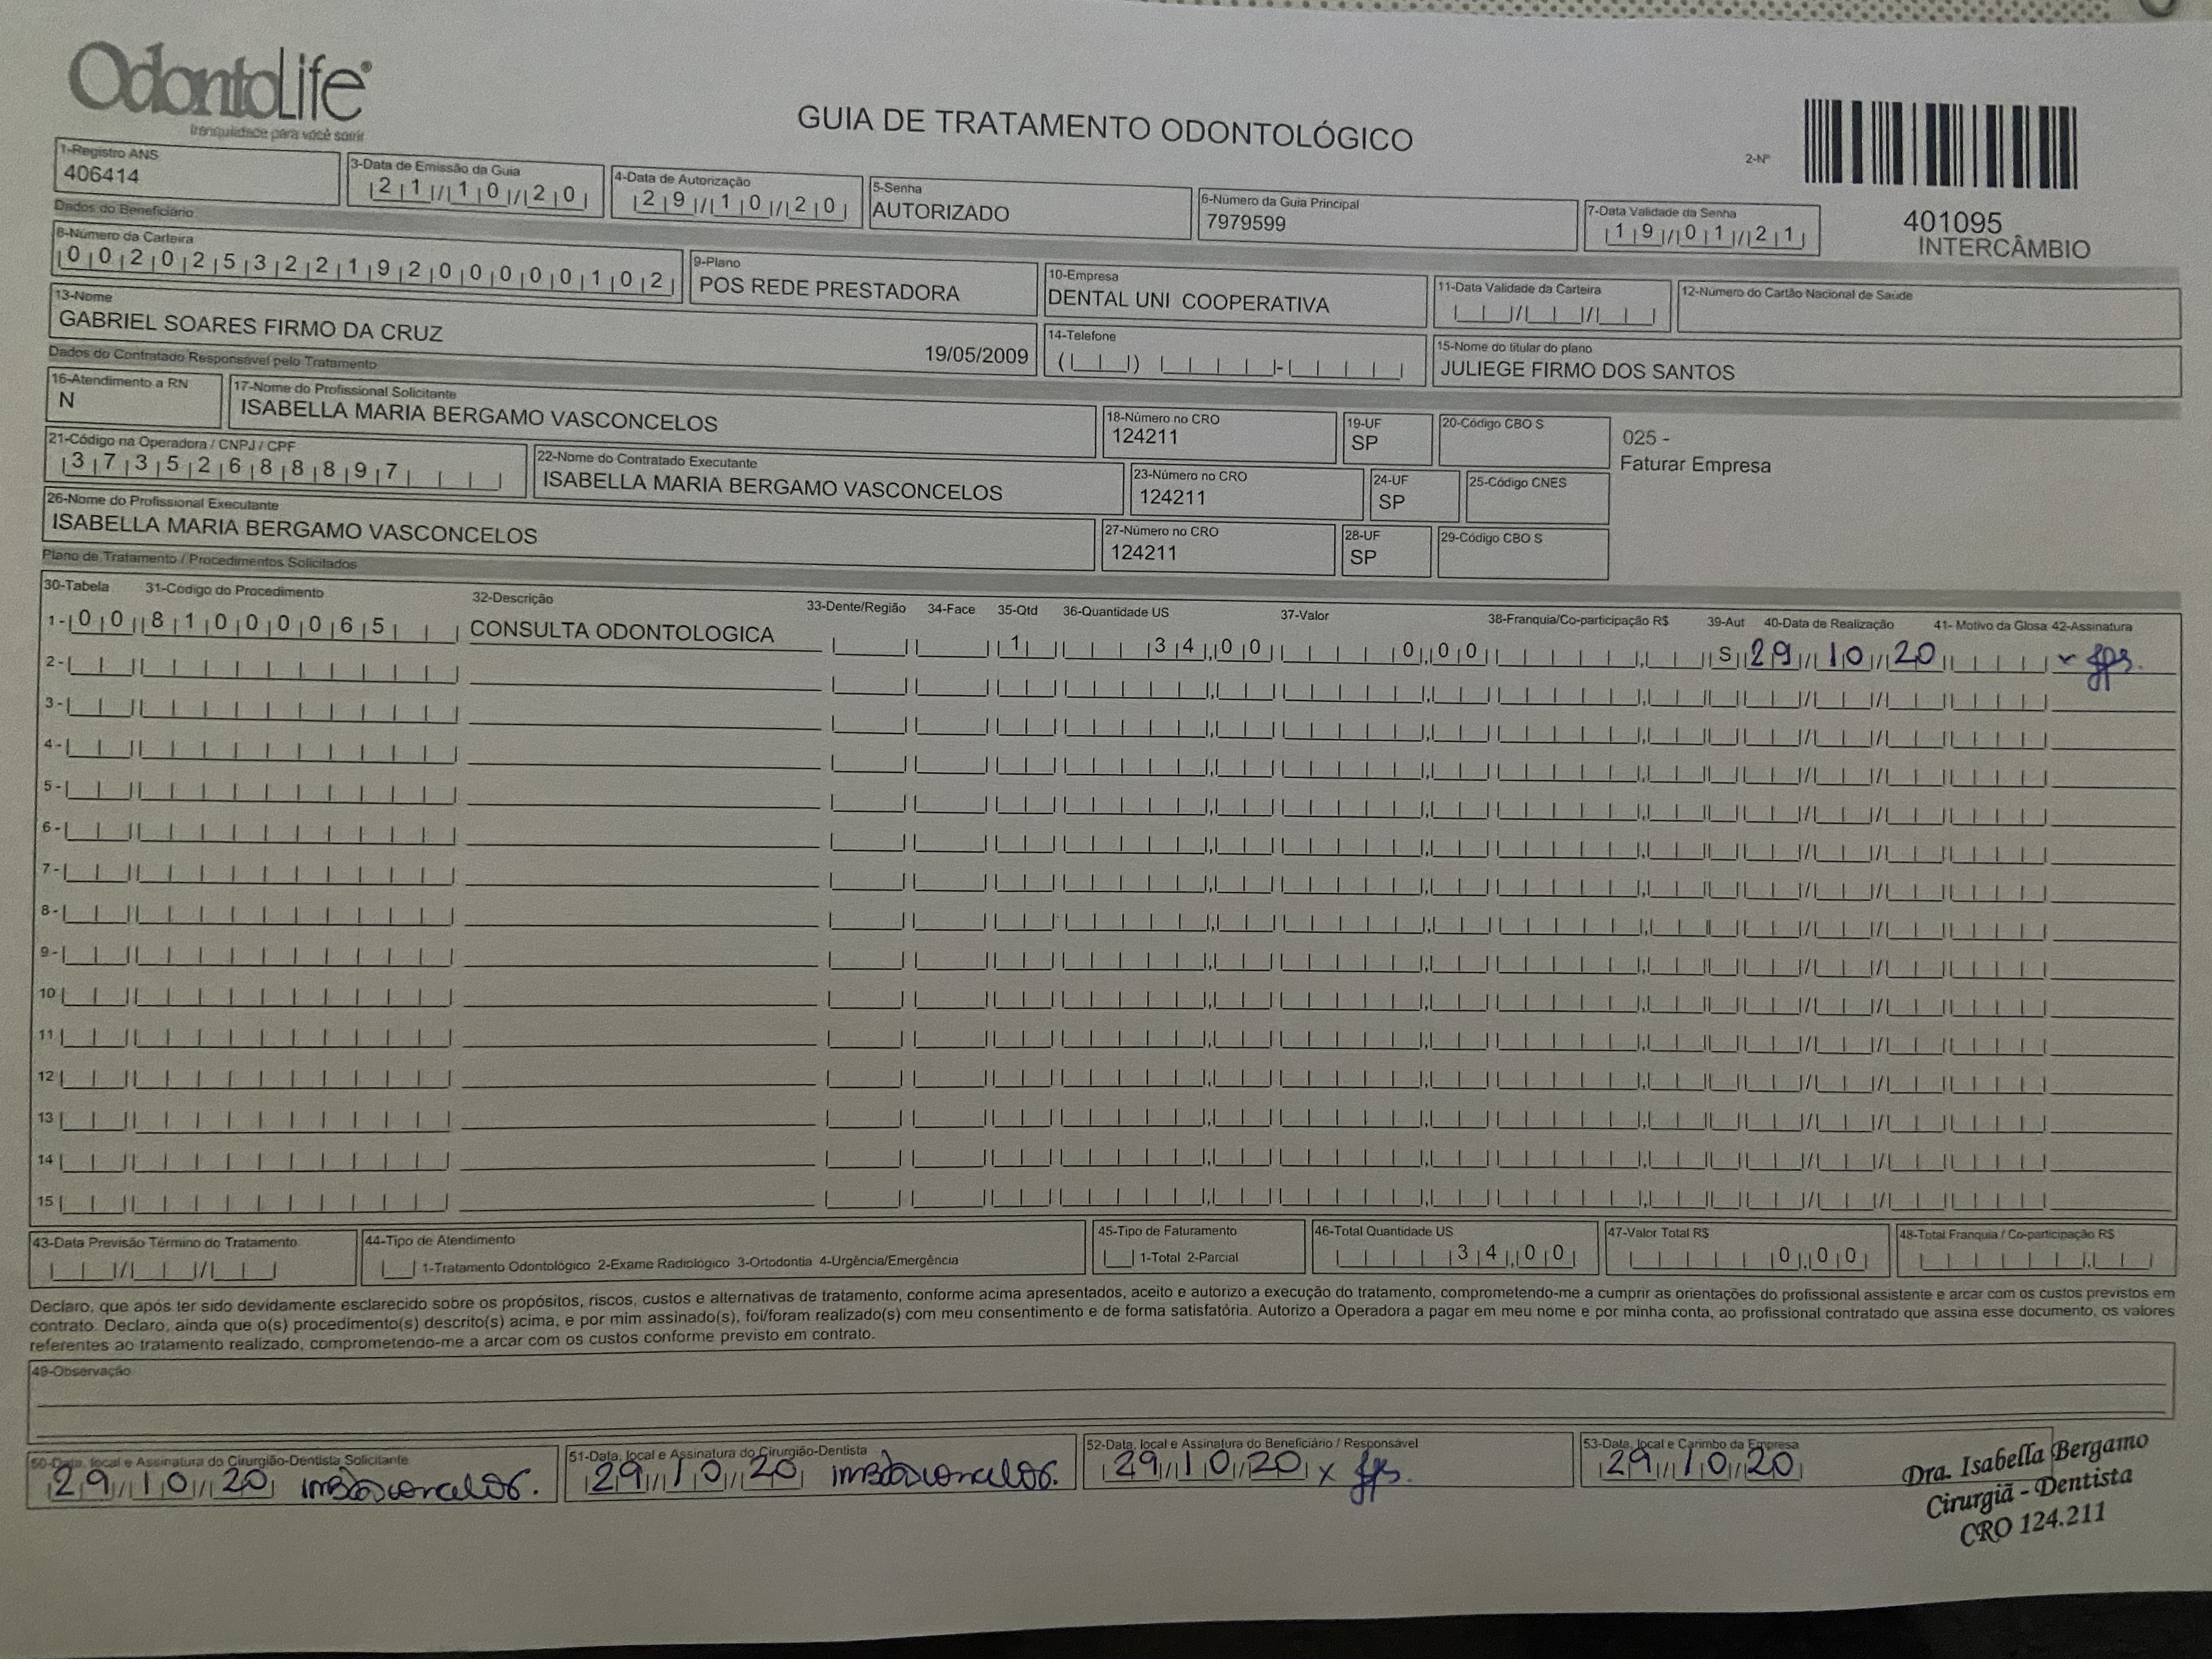 OdontoLife®
tranquilidade para você sorrir
GUIA DE TRATAMENTO ODONTOLÓGICO
2-Nº
401095
INTERCÂMBIO
1-Registro ANS
406414
3-Data de Emissão da Guia
21/10/20
4-Data de Autorização
29/10/20
5-Senha
AUTORIZADO
6-Número da Guia Principal
7979599
7-Data Validade da Senha
19/01/21
Dados do Beneficiário
8-Número da Carteira
00202532219200000102
9-Plano
POS REDE PRESTADORA
10-Empresa
DENTAL UNI COOPERATIVA
11-Data Validade da Carteira
12-Número do Cartão Nacional de Saúde
13-Nome
GABRIEL SOARES FIRMO DA CRUZ 19/05/2009
14-Telefone
15-Nome do titular do plano
JULIEGE FIRMO DOS SANTOS
Dados do Contratado Responsável pelo Tratamento
16-Atendimento a RN
N
17-Nome do Profissional Solicitante
ISABELLA MARIA BERGAMO VASCONCELOS
18-Número no CRO
124211
19-UF
SP
20-Código CBO S
025 -
Faturar Empresa
21-Código na Operadora / CNPJ / CPF
37352688897
22-Nome do Contratado Executante
ISABELLA MARIA BERGAMO VASCONCELOS
23-Número no CRO
124211
24-UF
SP
25-Código CNES
26-Nome do Profissional Executante
ISABELLA MARIA BERGAMO VASCONCELOS
27-Número no CRO
124211
28-UF
SP
29-Código CBO S
Plano de Tratamento / Procedimentos Solicitados
30-Tabela 31-Código do Procedimento 32-Descrição 33-Dente/Região 34-Face 35-Qtd 36-Quantidade US 37-Valor 38-Franquia/Co-participação R$ 39-Aut 40-Data de Realização 41- Motivo da Glosa 42-Assinatura
1- 00 81000065 CONSULTA ODONTOLOGICA 1 34,00 0,00 S 29/10/20 x
2-
3-
4-
5-
6-
7-
8-
9-
10
11
12
13
14
15
43-Data Previsão Término do Tratamento
44-Tipo de Atendimento
1-Tratamento Odontológico 2-Exame Radiológico 3-Ortodontia 4-Urgência/Emergência
45-Tipo de Faturamento
1-Total 2-Parcial
46-Total Quantidade US
34,00
47-Valor Total R$
0,00
48-Total Franquia / Co-participação R$
Declaro, que após ter sido devidamente esclarecido sobre os propósitos, riscos, custos e alternativas de tratamento, conforme acima apresentados, aceito e autorizo a execução do tratamento, comprometendo-me a cumprir as orientações do profissional assistente e arcar com os custos previstos em
contrato. Declaro, ainda que o(s) procedimento(s) descrito(s) acima, e por mim assinado(s), foi/foram realizado(s) com meu consentimento e de forma satisfatória. Autorizo a Operadora a pagar em meu nome e por minha conta, ao profissional contratado que assina esse documento, os valores
referentes ao tratamento realizado, comprometendo-me a arcar com os custos conforme previsto em contrato.
49-Observação
50-Data, local e Assinatura do Cirurgião-Dentista Solicitante
29/10/20
51-Data, local e Assinatura do Cirurgião-Dentista
29/10/20
52-Data, local e Assinatura do Beneficiário / Responsável
29/10/20 x
53-Data, local e Carimbo da Empresa
29/10/20
Dra. Isabella Bergamo
Cirurgiã - Dentista
CRO 124.211